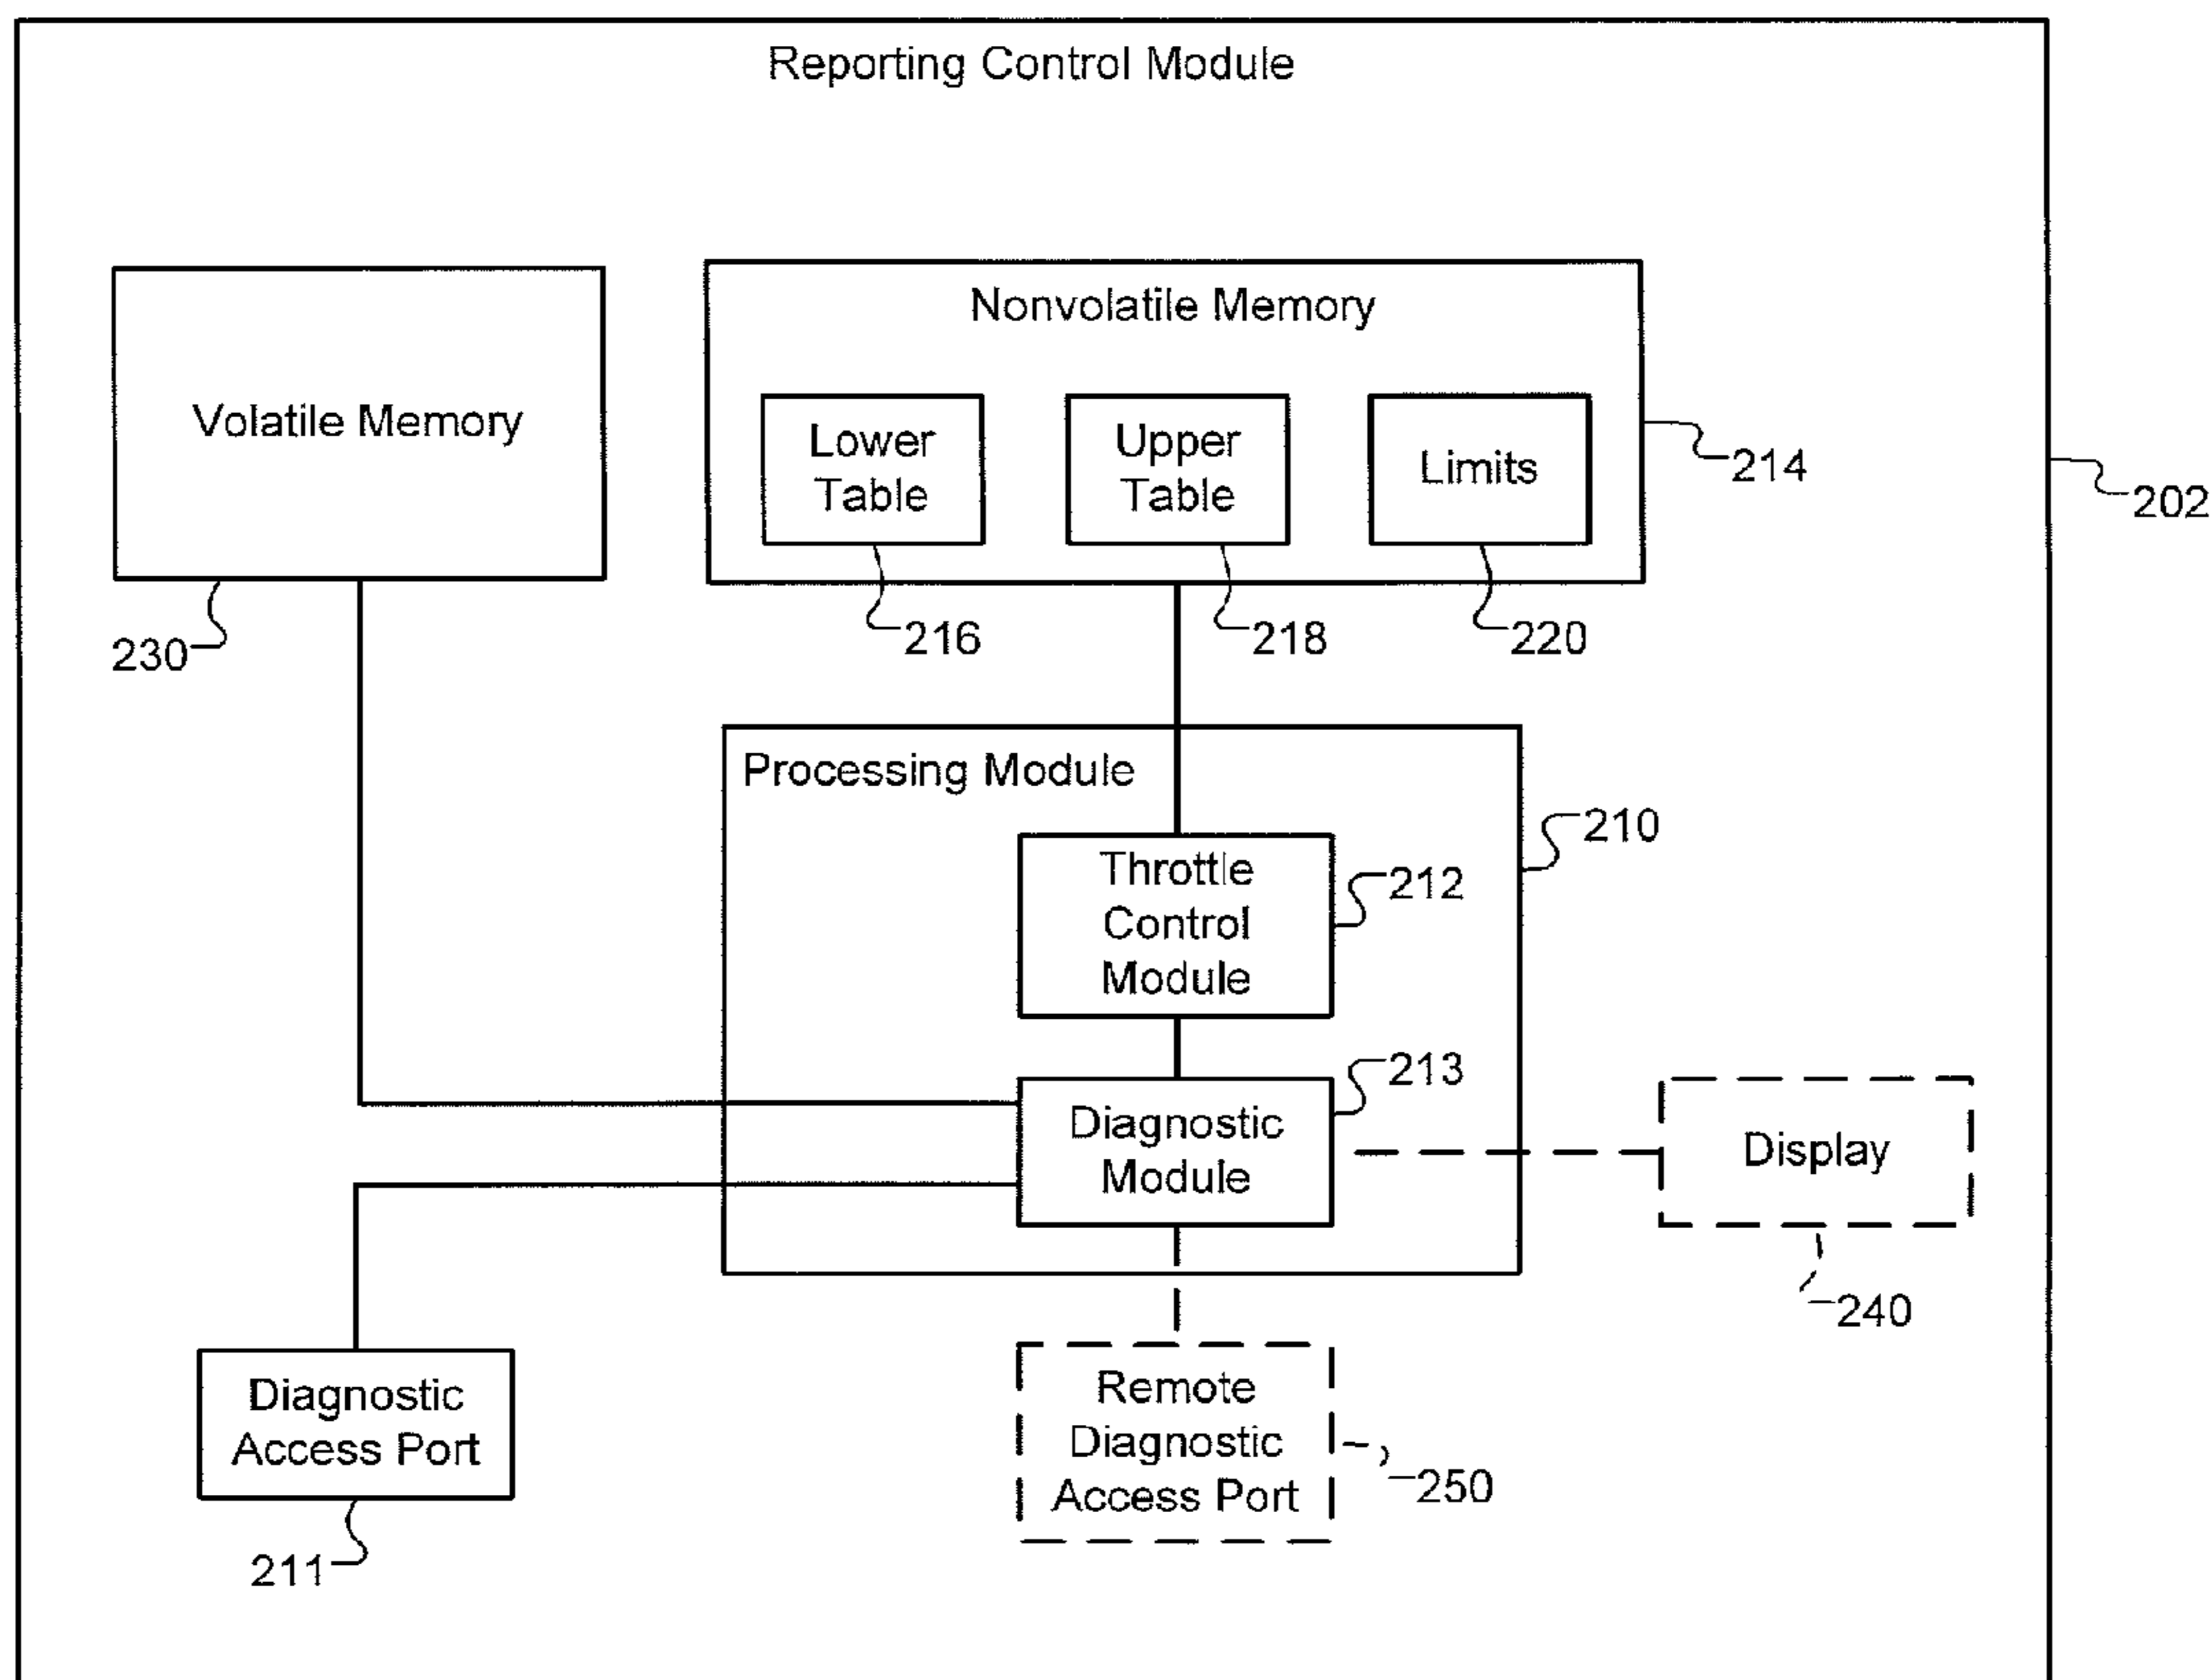 Reporting Control Module
Nonvolatile Memory
Volatile Memory
Lower
Table
Upper
Table
Limits
214
202
230
216
218
220
Processing Module
210
Throttle
Control
Module
212
213
Diagnostic
Module
Display
240
Diagnostic
Access Port
211
Remote
Diagnostic
Access Port
250